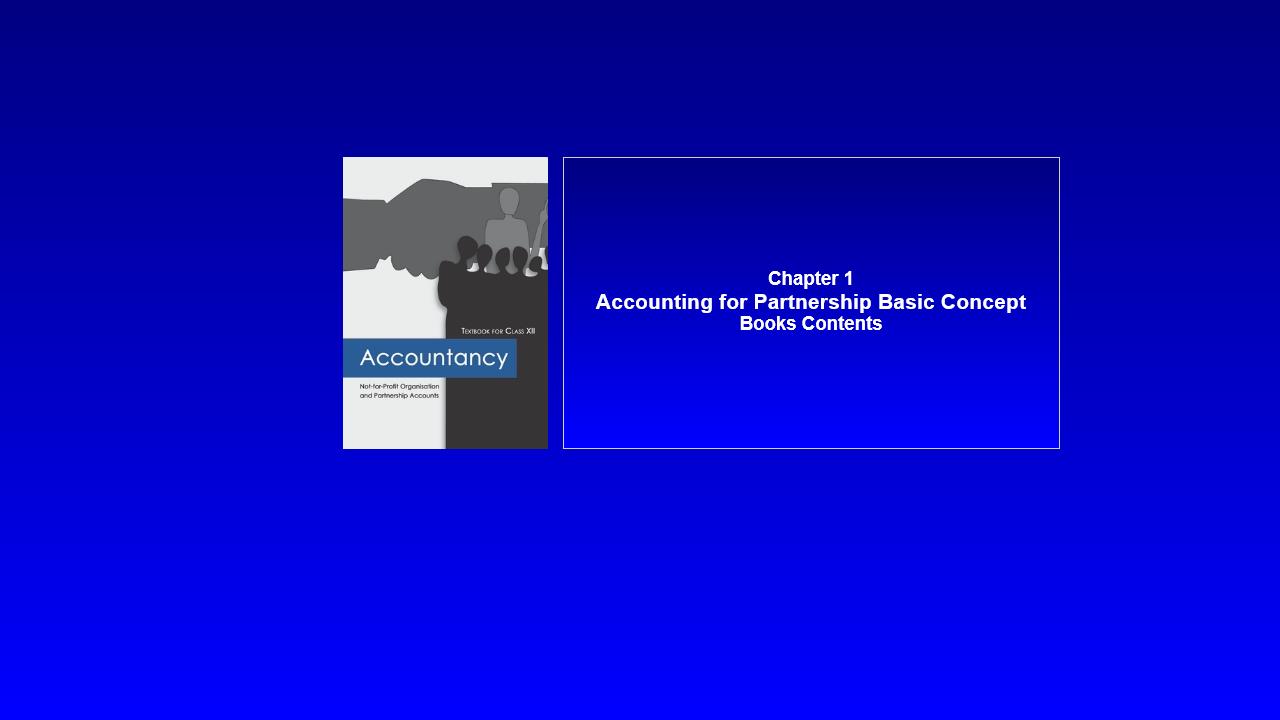 Textbook for Class XII
Accountancy
Not-for-Profit Organisation
and Partnership Accounts
Chapter 1
Accounting for Partnership Basic Concept
Books Contents